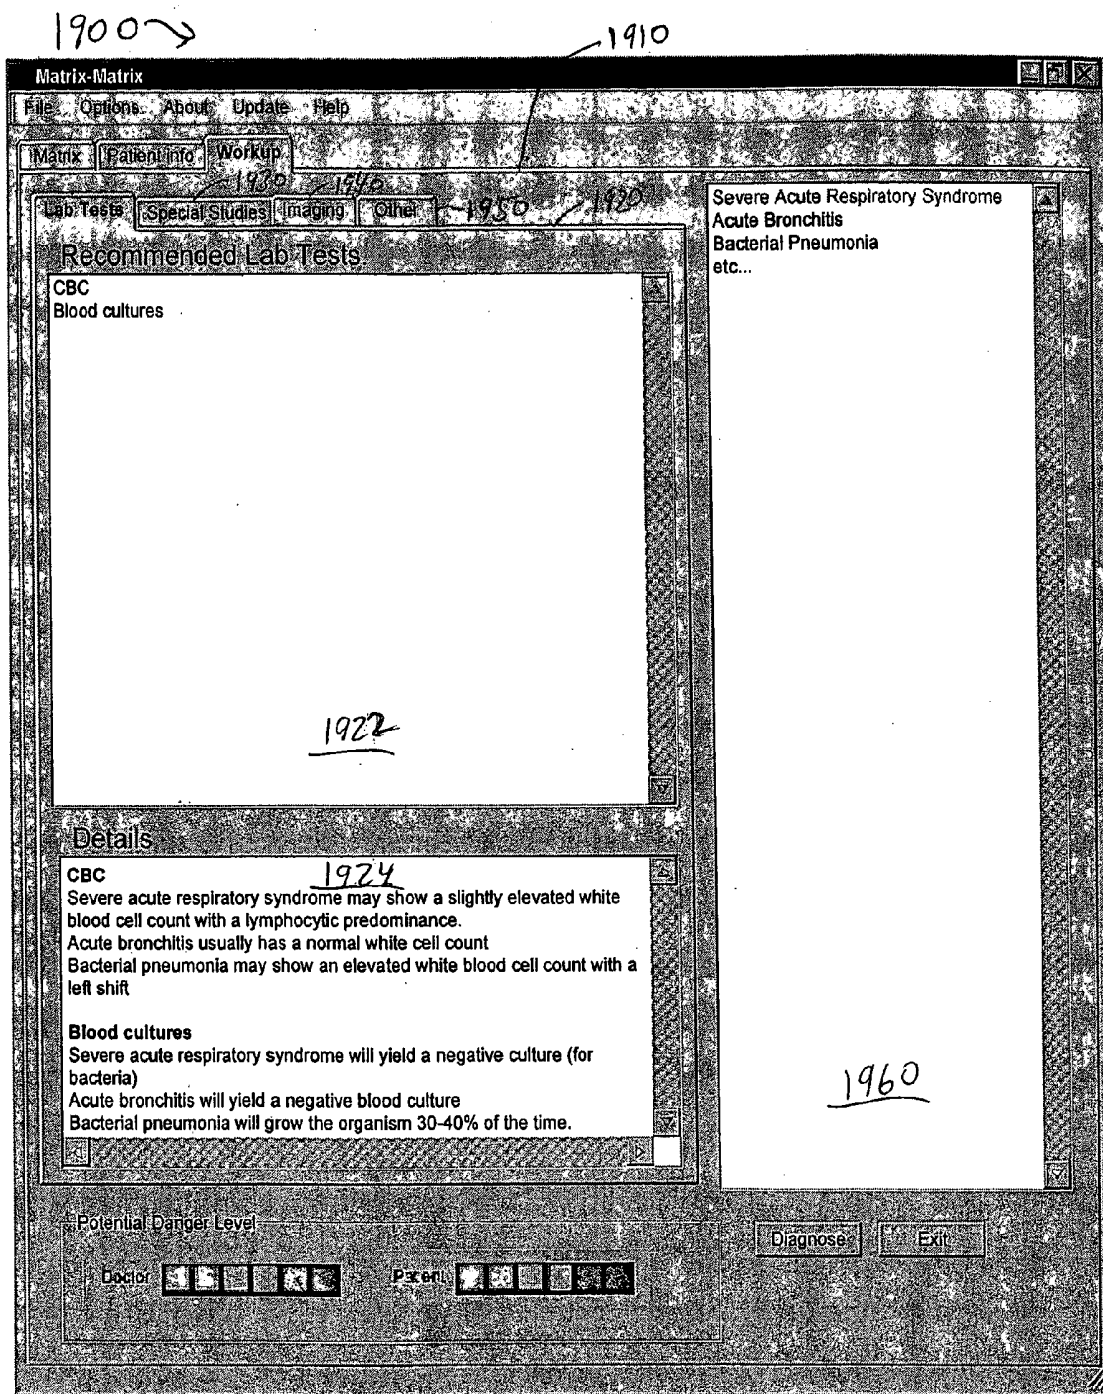 1900
1910
Matrix-Matrix
File Options About Update Help
Matrix Patient Info Workup
1930 1940
Lab Tests Special Studies Imaging Other 1950 1920
Recommended Lab Tests
CBC
Blood cultures
1922
Severe Acute Respiratory Syndrome
Acute Bronchitis
Bacterial Pneumonia
etc...
1960
Details
CBC 1924
Severe acute respiratory syndrome may show a slightly elevated white
blood cell count with a lymphocytic predominance.
Acute bronchitis usually has a normal white cell count
Bacterial pneumonia may show an elevated white blood cell count with a
left shift
Blood cultures
Severe acute respiratory syndrome will yield a negative culture (for
bacteria)
Acute bronchitis will yield a negative blood culture
Bacterial pneumonia will grow the organism 30-40% of the time.
Potential Danger Level
Doctor
Diagnose Exit